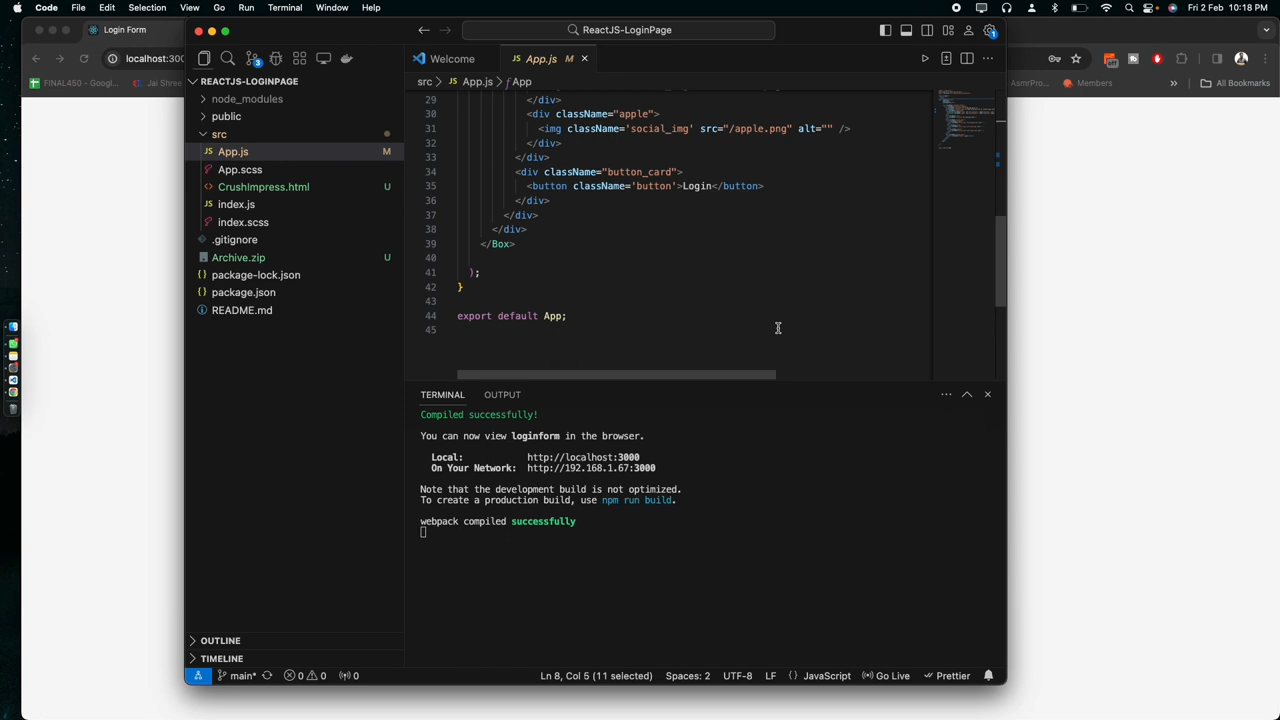 Code File Edit Selection View Go Run Terminal Window Help
Fri 2 Feb 10:18 PM
Login Form
ReactJS-LoginPage
localhost:300
FINAL450 - Googl...
Jai Shree
AsmrPro...
Members
All Bookmarks
REACTJS-LOGINPAGE
node_modules
public
src
JS App.js M
App.scss
<> CrushImpress.html U
JS index.js
index.scss
.gitignore
Archive.zip U
{} package-lock.json
{} package.json
README.md
OUTLINE
TIMELINE
Welcome
JS App.js M
src > JS App.js > App
29 </div>
30 <div className="apple">
31 <img className='social_img' src="/apple.png" alt="" />
32 </div>
33 </div>
34 <div className="button_card">
35 <button className='button'>Login</button>
36 </div>
37 </div>
38 </div>
39 </Box>
40
41 );
42 }
43
44 export default App;
45
TERMINAL OUTPUT
Compiled successfully!
You can now view loginform in the browser.
Local: http://localhost:3000
On Your Network: http://192.168.1.67:3000
Note that the development build is not optimized.
To create a production build, use npm run build.
webpack compiled successfully
main* 0 0 0 Ln 8, Col 5 (11 selected) Spaces: 2 UTF-8 LF {} JavaScript Go Live Prettier